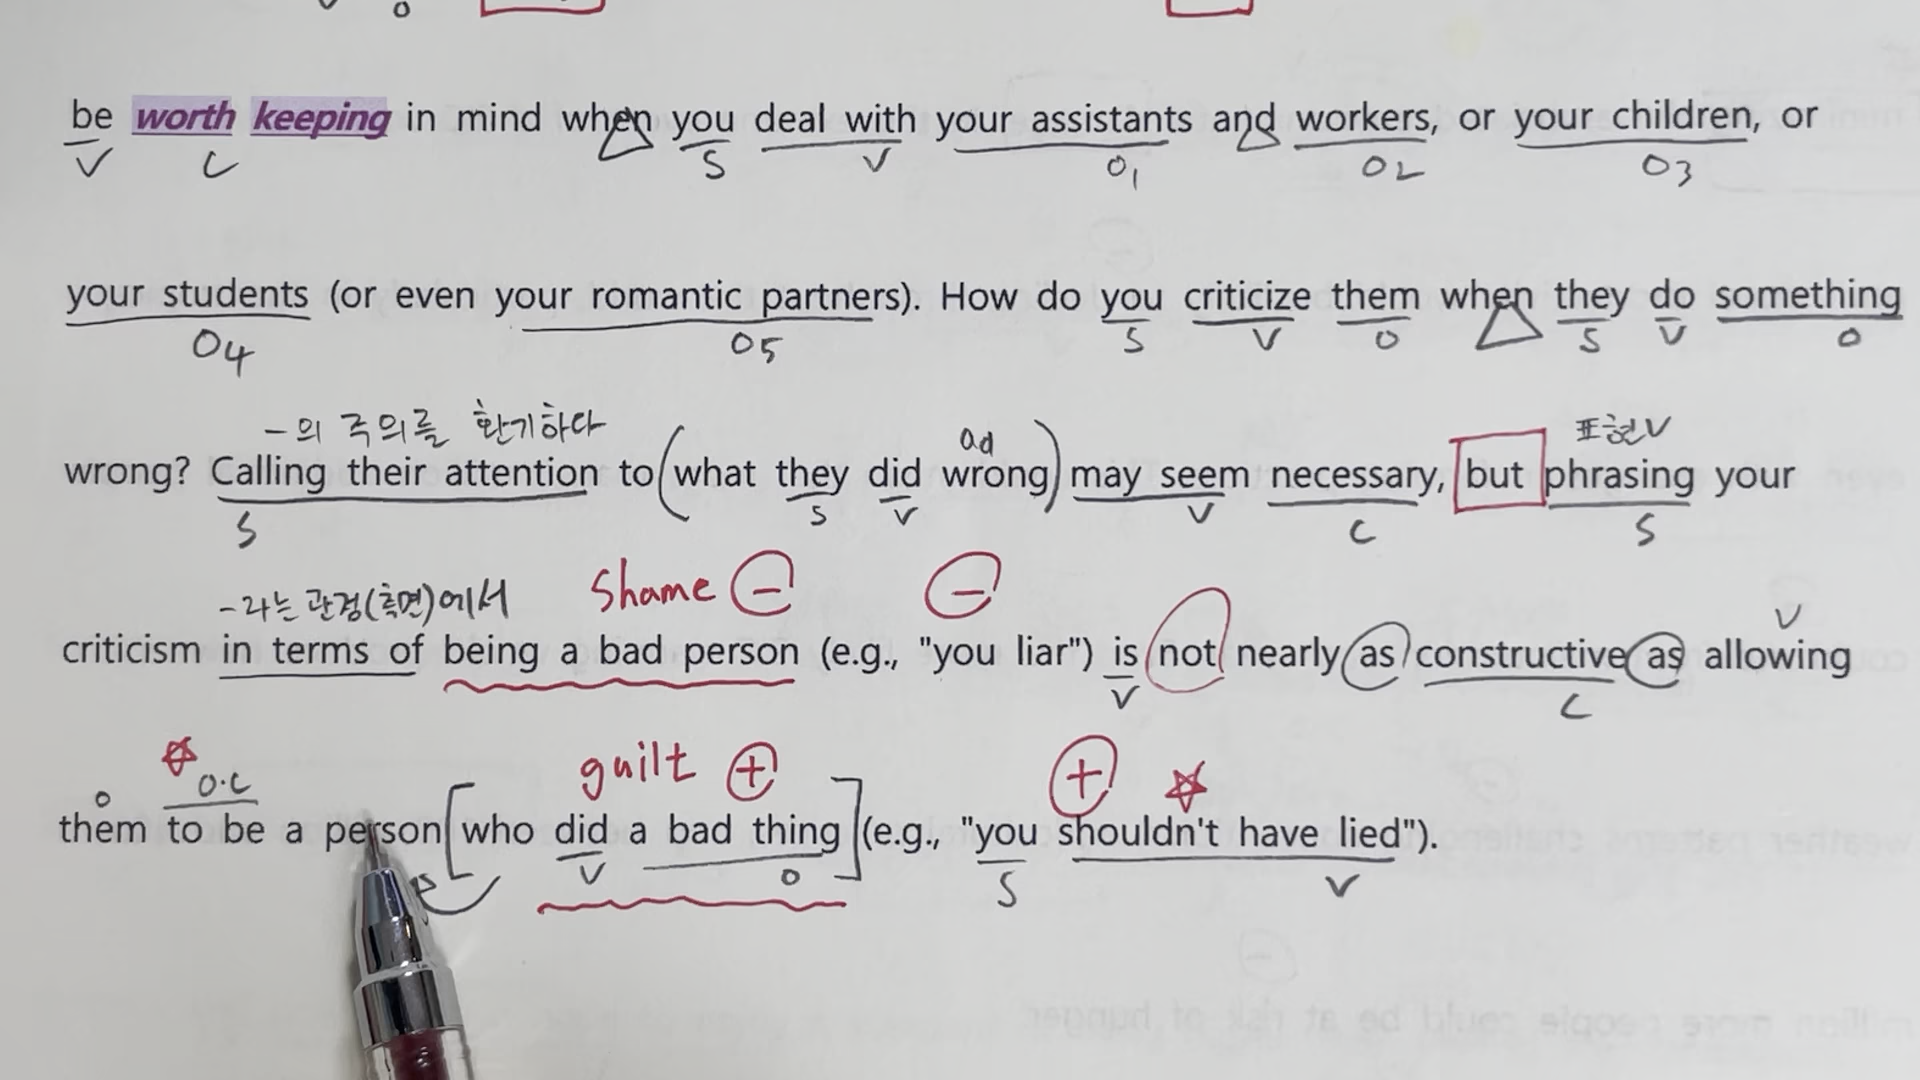 be worth keeping in mind when you deal with your assistants and workers, or your children, or
V C S V O1 O2 O3
your students (or even your romantic partners). How do you criticize them when they do something
O4 O5 S V O S V O
-의 주의를 환기하다 ad 표현V
wrong? Calling their attention to (what they did wrong) may seem necessary, but phrasing your
S S V V C S
-라는 관점(측면)에서 Shame - - V
criticism in terms of being a bad person (e.g., "you liar") is not nearly as constructive as allowing
V C
O O·C guilt + +
them to be a person [who did a bad thing] (e.g., "you shouldn't have lied").
V O S V